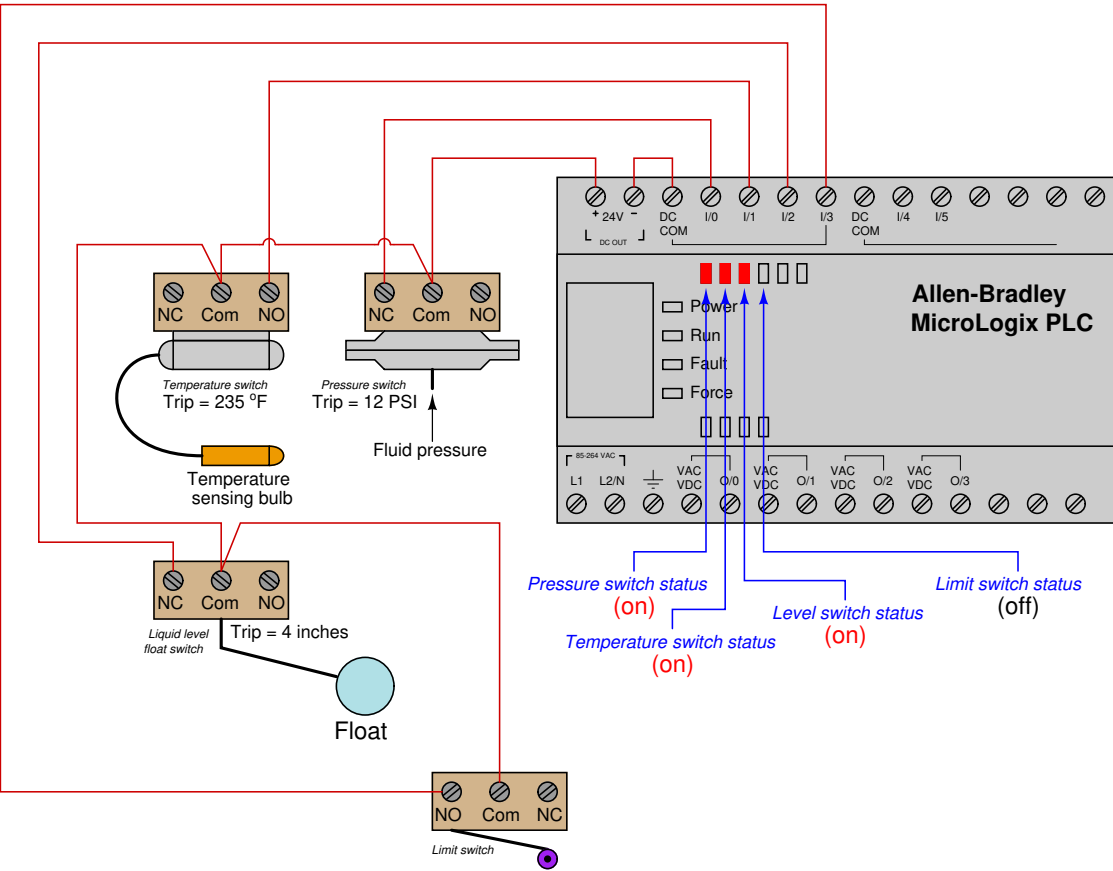 + 24V -
DC OUT
DC
COM
I/0
I/1
I/2
I/3
DC
COM
I/4
I/5
Allen-Bradley
MicroLogix PLC
Power
Run
Fault
Force
85-264 VAC
L1
L2/N
VAC
VDC
O/0
VAC
VDC
O/1
VAC
VDC
O/2
VAC
VDC
O/3
NC Com NO
Temperature switch
Trip = 235 °F
Temperature
sensing bulb
NC Com NO
Pressure switch
Trip = 12 PSI
Fluid pressure
NC Com NO
Liquid level
float switch
Trip = 4 inches
Float
NO Com NC
Limit switch
Pressure switch status
(on)
Temperature switch status
(on)
Level switch status
(on)
Limit switch status
(off)